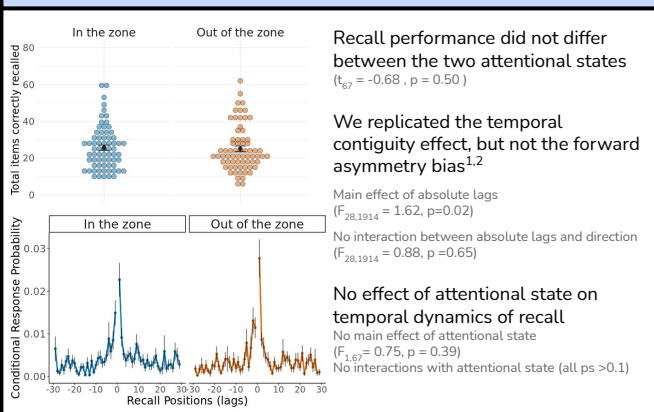 In the zone
Out of the zone
Total items correctly recalled
80
60
40
20
0
Recall performance did not differ
between the two attentional states
(t67 = -0.68 , p = 0.50 )
We replicated the temporal
contiguity effect, but not the forward
asymmetry bias1,2
Main effect of absolute lags
(F28,1914 = 1.62, p=0.02)
No interaction between absolute lags and direction
(F28,1914 = 0.88, p =0.65)
In the zone
Out of the zone
Conditional Response Probability
0.03
0.02
0.01
0.00
-30 -20 -10 0 10 20 30
-30 -20 -10 0 10 20 30
Recall Positions (lags)
No effect of attentional state on
temporal dynamics of recall
No main effect of attentional state
(F1,67= 0.75, p = 0.39)
No interactions with attentional state (all ps >0.1)